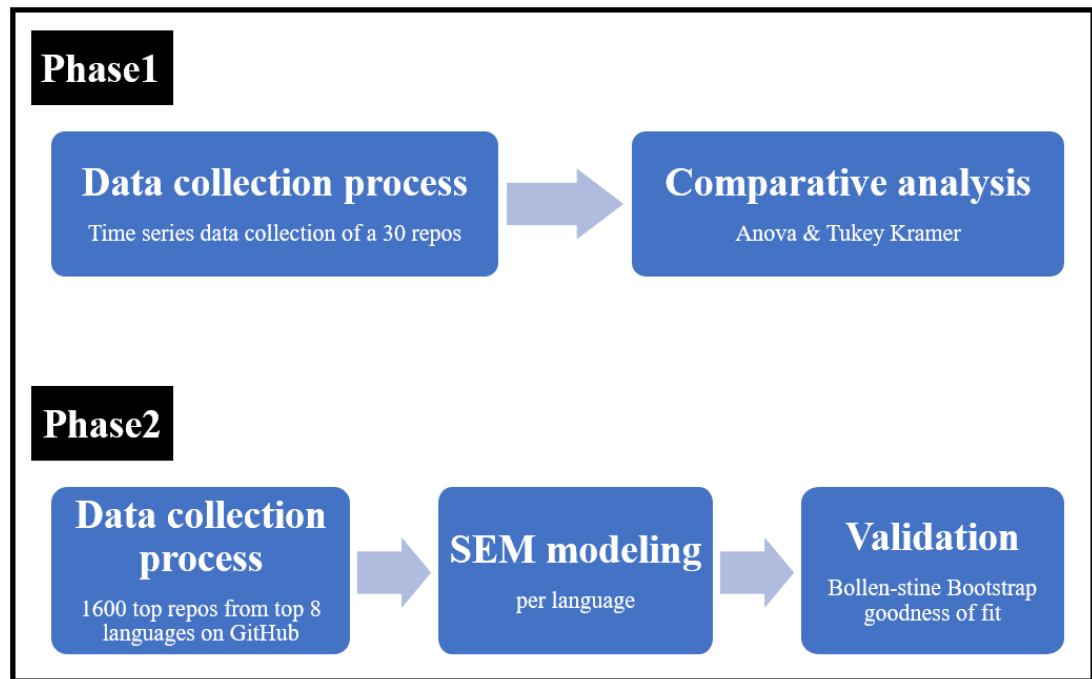 Phase1
Data collection process
Time series data collection of a 30 repos
Comparative analysis
Anova & Tukey Kramer
Phase2
Data collection
process
1600 top repos from top 8
languages on GitHub
SEM modeling
per language
Validation
Bollen-stine Bootstrap
goodness of fit